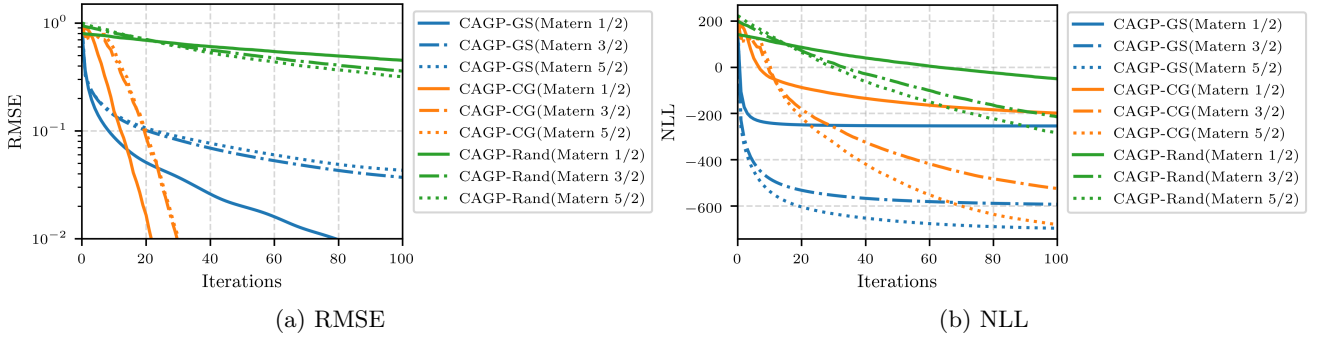 10^0
10^{-1}
10^{-2}
RMSE
0 20 40 60 80 100
Iterations
CAGP-GS(Matern 1/2)
CAGP-GS(Matern 3/2)
CAGP-GS(Matern 5/2)
CAGP-CG(Matern 1/2)
CAGP-CG(Matern 3/2)
CAGP-CG(Matern 5/2)
CAGP-Rand(Matern 1/2)
CAGP-Rand(Matern 3/2)
CAGP-Rand(Matern 5/2)
(a) RMSE
200
0
−200
−400
−600
NLL
0 20 40 60 80 100
Iterations
CAGP-GS(Matern 1/2)
CAGP-GS(Matern 3/2)
CAGP-GS(Matern 5/2)
CAGP-CG(Matern 1/2)
CAGP-CG(Matern 3/2)
CAGP-CG(Matern 5/2)
CAGP-Rand(Matern 1/2)
CAGP-Rand(Matern 3/2)
CAGP-Rand(Matern 5/2)
(b) NLL